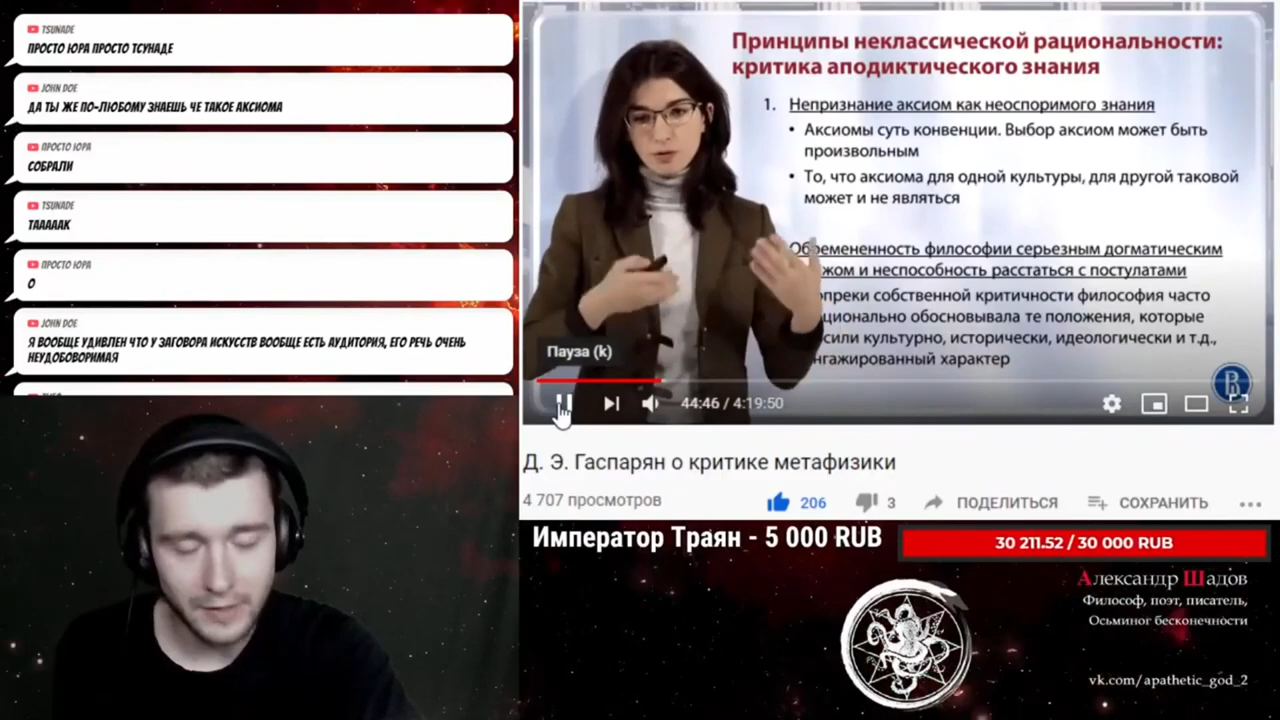 TSUNADE
ПРОСТО ЮРА ПРОСТО ТСУНАДЕ
JOHN DOE
ДА ТЫ ЖЕ ПО-ЛЮБОМУ ЗНАЕШЬ ЧЕ ТАКОЕ АКСИОМА
ПРОСТО ЮРА
СОБРАЛИ
TSUNADE
ТАААААК
ПРОСТО ЮРА
О
JOHN DOE
Я ВООБЩЕ УДИВЛЕН ЧТО У ЗАГОВОРА ИСКУССТВ ВООБЩЕ ЕСТЬ АУДИТОРИЯ, ЕГО РЕЧЬ ОЧЕНЬ
НЕУДОБОВОРИМАЯ
Принципы неклассической рациональности:
критика аподиктического знания
1. Непризнание аксиом как неоспоримого знания
• Аксиомы суть конвенции. Выбор аксиом может быть
произвольным
• То, что аксиома для одной культуры, для другой таковой
может и не являться
Обремененность философии серьезным догматическим
и неспособность расстаться с постулатами
собственной критичности философия часто
обосновывала те положения, которые
культурно, исторически, идеологически и т.д.,
характер
Пауза (k)
44:46 / 4:19:50
Д. Э. Гаспарян о критике метафизики
4 707 просмотров
206
3
ПОДЕЛИТЬСЯ
СОХРАНИТЬ
Император Траян - 5 000 RUB
30 211.52 / 30 000 RUB
Александр Шадов
Философ, поэт, писатель,
Осьминог бесконечности
vk.com/apathetic_god_2